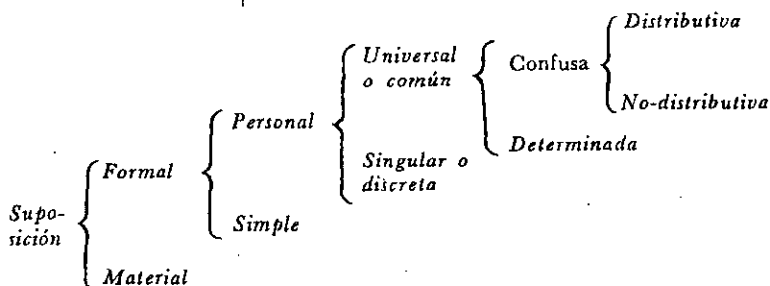 Distributiva
Universal
o común
Confusa
Personal
No-distributiva
Determinada
Singular o
discreta
Formal
Supo-
sición
Simple
Material